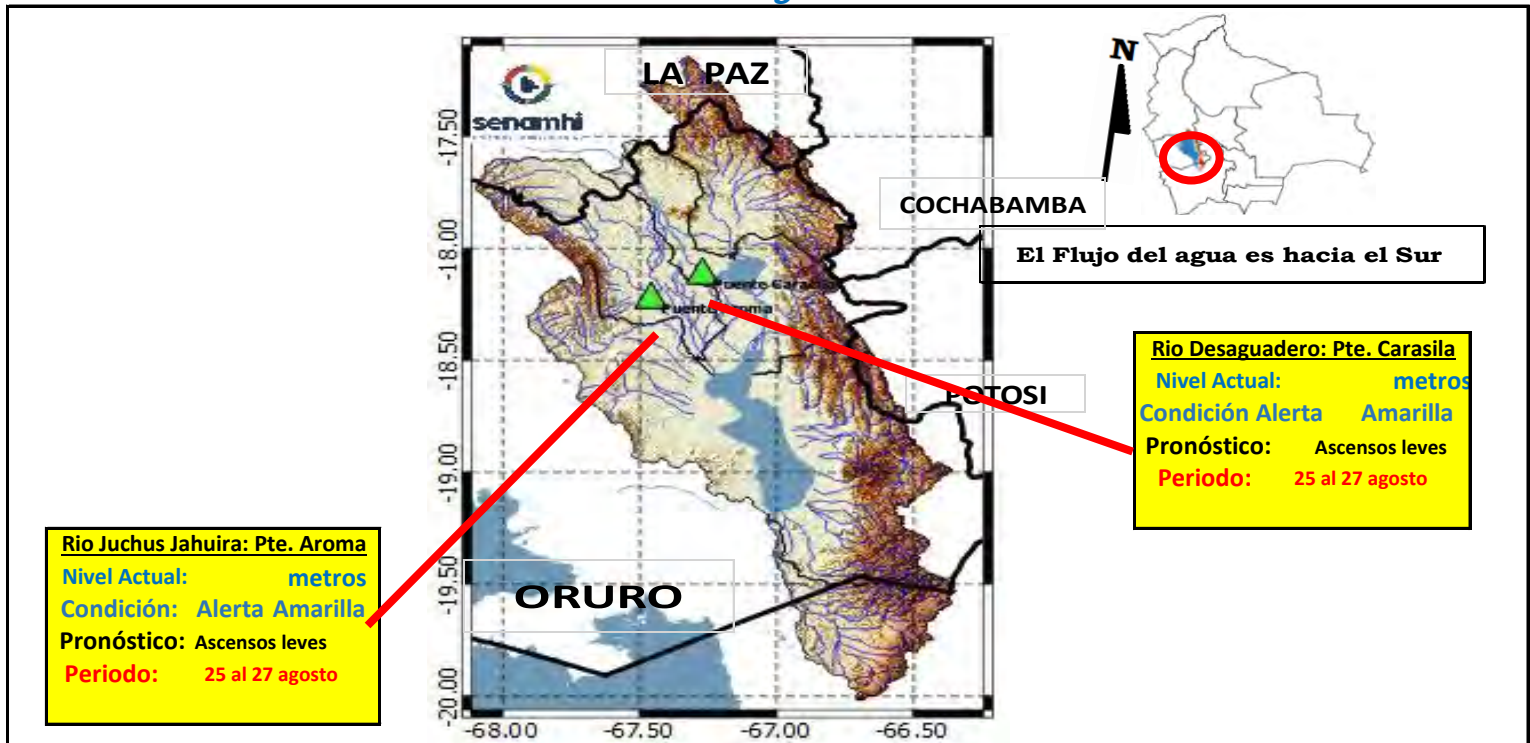 LA PAZ
senamhi
N
COCHABAMBA
El Flujo del agua es hacia el Sur
-17.50
-18.00
-18.50
-19.00
-19.50
-20.00
Puente
Puente
POTOSI
Rio Desaguadero: Pte. Carasila
Nivel Actual: metros
Condición Alerta Amarilla
Pronóstico: Ascensos leves
Periodo: 25 al 27 agosto
Rio Juchus Jahuira: Pte. Aroma
Nivel Actual: metros
Condición: Alerta Amarilla
Pronóstico: Ascensos leves
Periodo: 25 al 27 agosto
ORURO
-68.00 -67.50 -67.00 -66.50